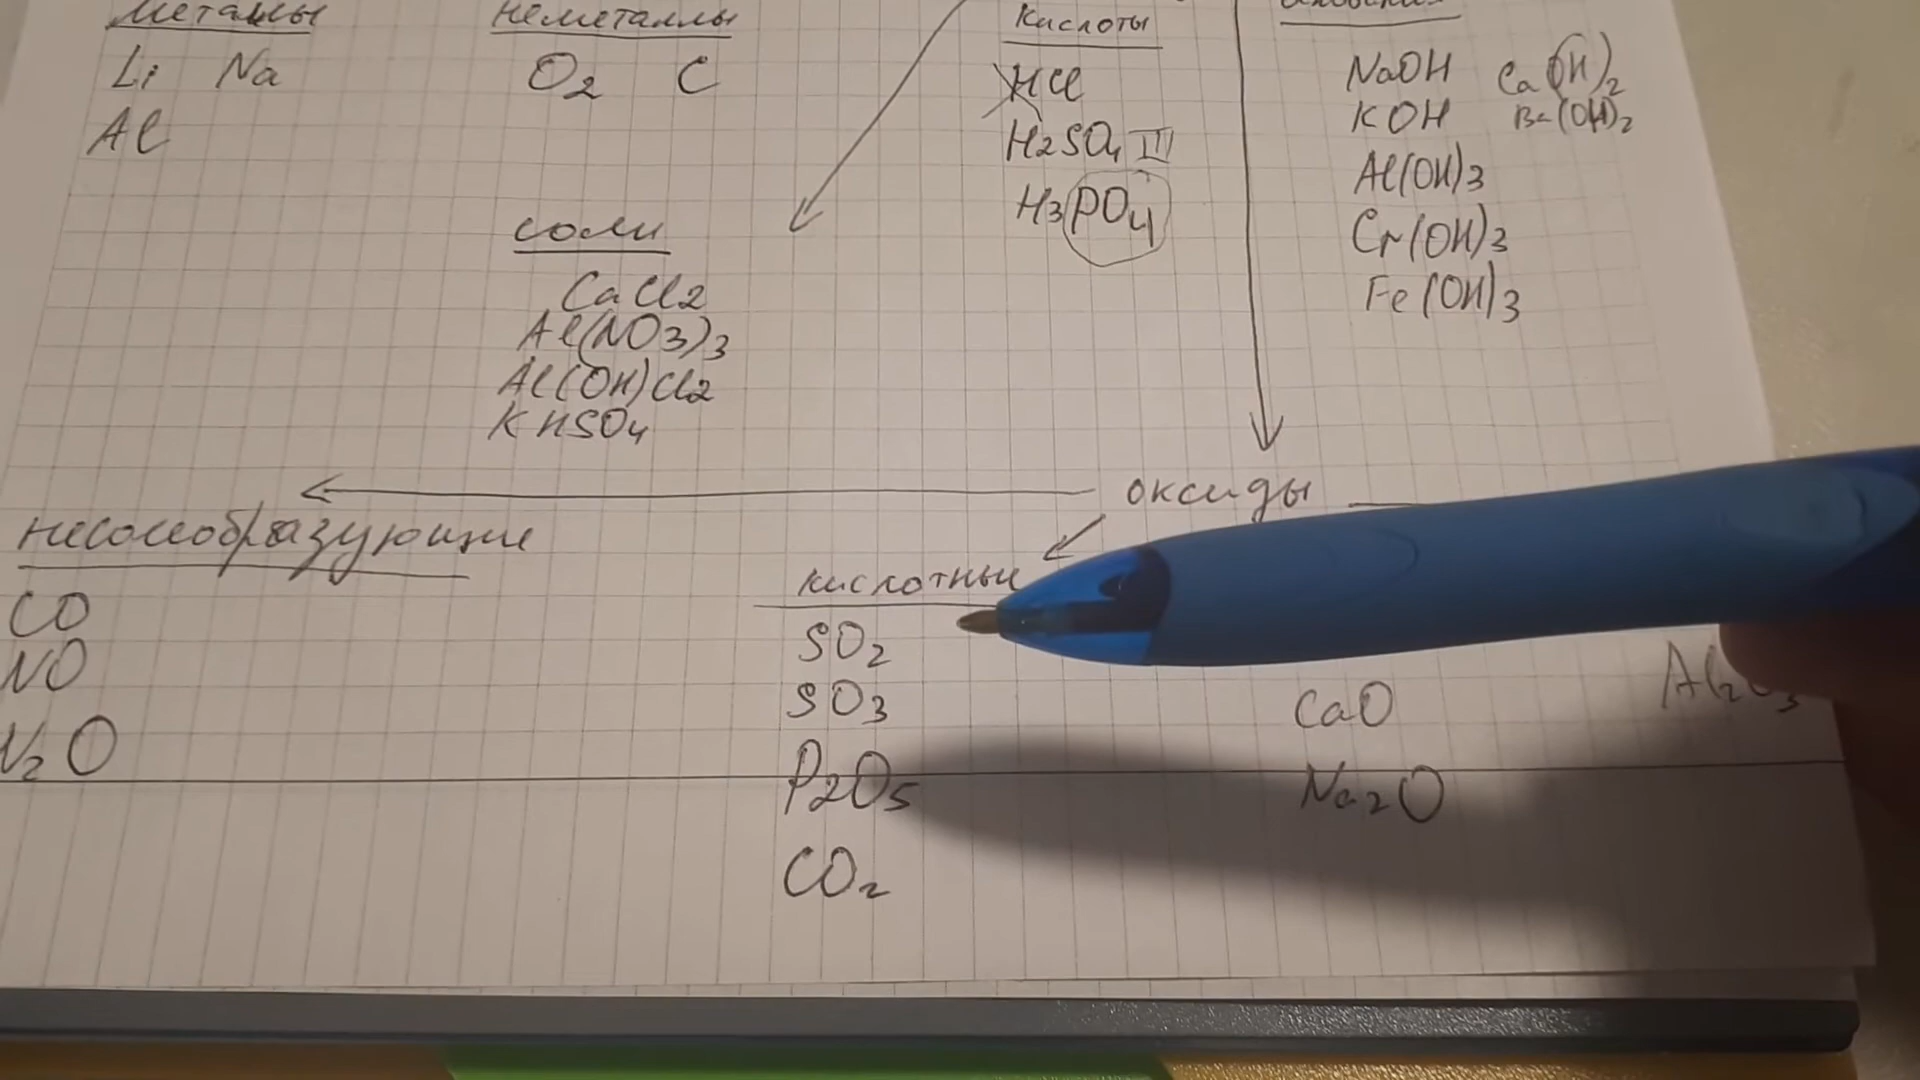 металлы неметаллы кислоты
Li Na O2 C HCl NaOH Ca(OH)2
Al H2SO4 II KOH Ba(OH)2
H3PO4 Al(OH)3
соли Cr(OH)3
CaCl2 Fe(OH)3
Al(NO3)3
Al(OH)Cl2
KHSO4
оксиды
несолеобразующие кислотные
CO SO2
NO SO3 CaO Al2O3
N2O P2O5 Na2O
CO2